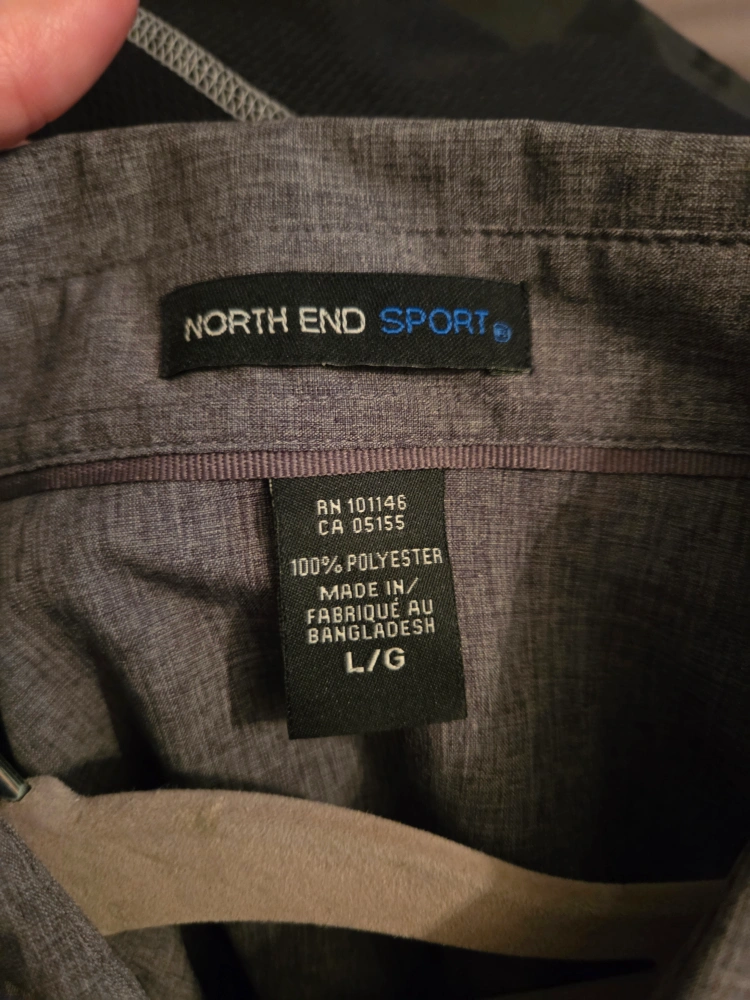 NORTH END SPORT®
RN 101146
CA 05155
100% POLYESTER
MADE IN/
FABRIQUÉ AU
BANGLADESH
L/G